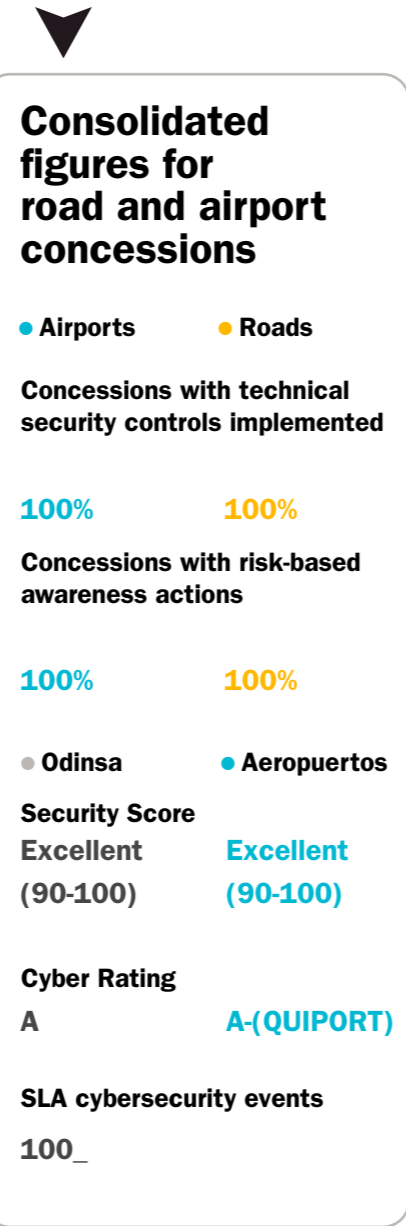 Consolidated
figures for
road and airport
concessions
Airports Roads
Concessions with technical
security controls implemented
100% 100%
Concessions with risk-based
awareness actions
100% 100%
Odinsa Aeropuertos
Security Score
Excellent Excellent
(90-100) (90-100)
Cyber Rating
A A-(QUIPORT)
SLA cybersecurity events
100_